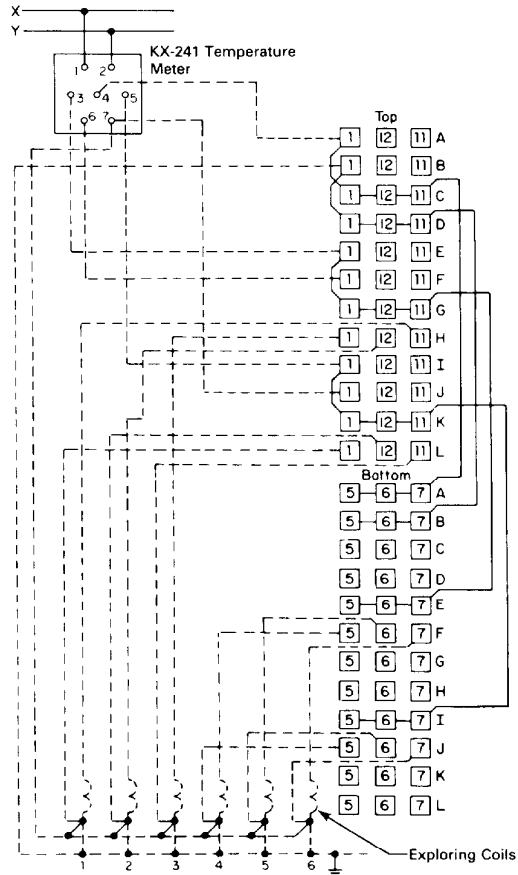 X
Y
KX-241 Temperature
Meter
1 2
3 4 5
6 7
Top
1 12 11 A
1 12 11 B
1 12 11 C
1 12 11 D
1 12 11 E
1 12 11 F
1 12 11 G
1 12 11 H
1 12 11 I
1 12 11 J
1 12 11 K
1 12 11 L
Bottom
5 6 7 A
5 6 7 B
5 6 7 C
5 6 7 D
5 6 7 E
5 6 7 F
5 6 7 G
5 6 7 H
5 6 7 I
5 6 7 J
5 6 7 K
5 6 7 L
Exploring Coils
1 2 3 4 5 6